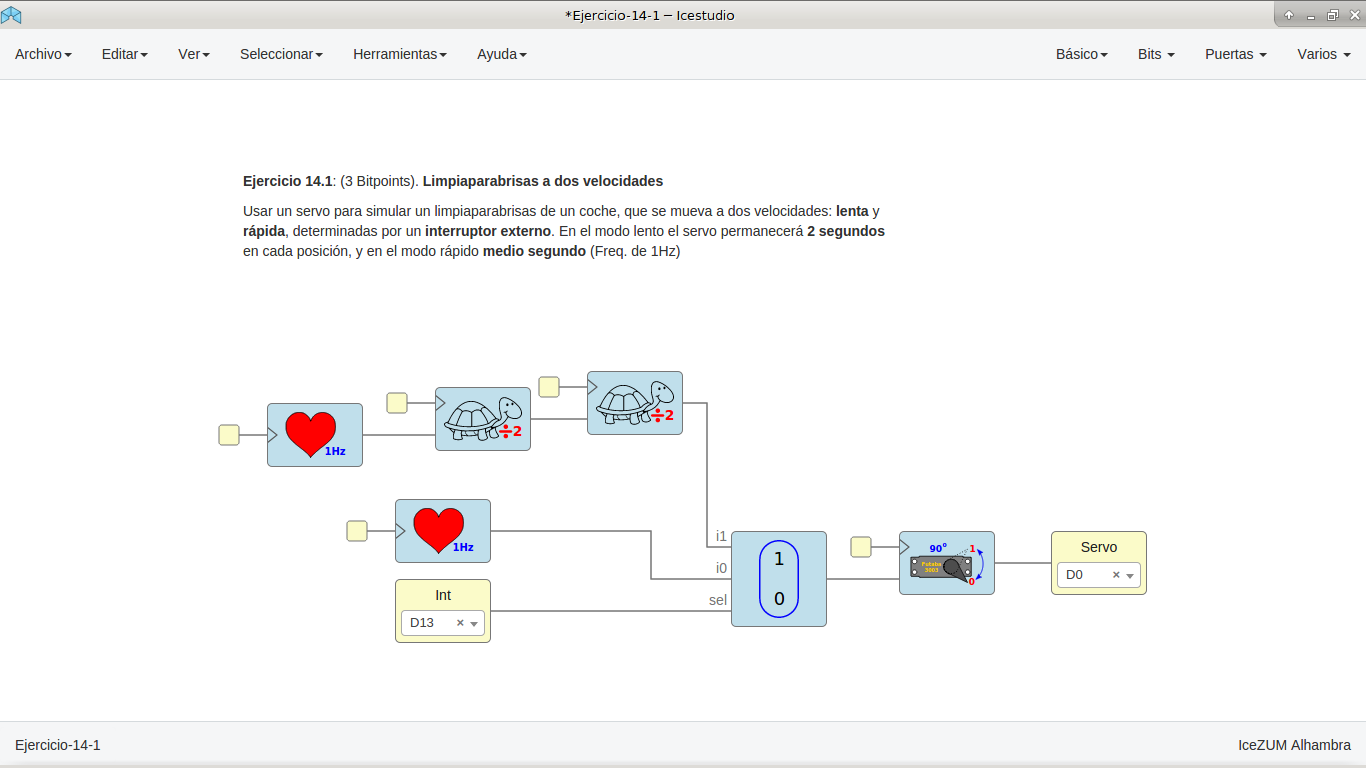 *Ejercicio-14-1 – Icestudio
Archivo Editar Ver Seleccionar Herramientas Ayuda Básico Bits Puertas Varios
Ejercicio 14.1: (3 Bitpoints). Limpiaparabrisas a dos velocidades
Usar un servo para simular un limpiaparabrisas de un coche, que se mueva a dos velocidades: lenta y
rápida, determinadas por un interruptor externo. En el modo lento el servo permanecerá 2 segundos
en cada posición, y en el modo rápido medio segundo (Freq. de 1Hz)
÷2
÷2
1Hz
1Hz
i1
i0
sel
1
0
90º
1
Futaba
3003
0
Servo
D0 ×
Int
D13 ×
Ejercicio-14-1 IceZUM Alhambra